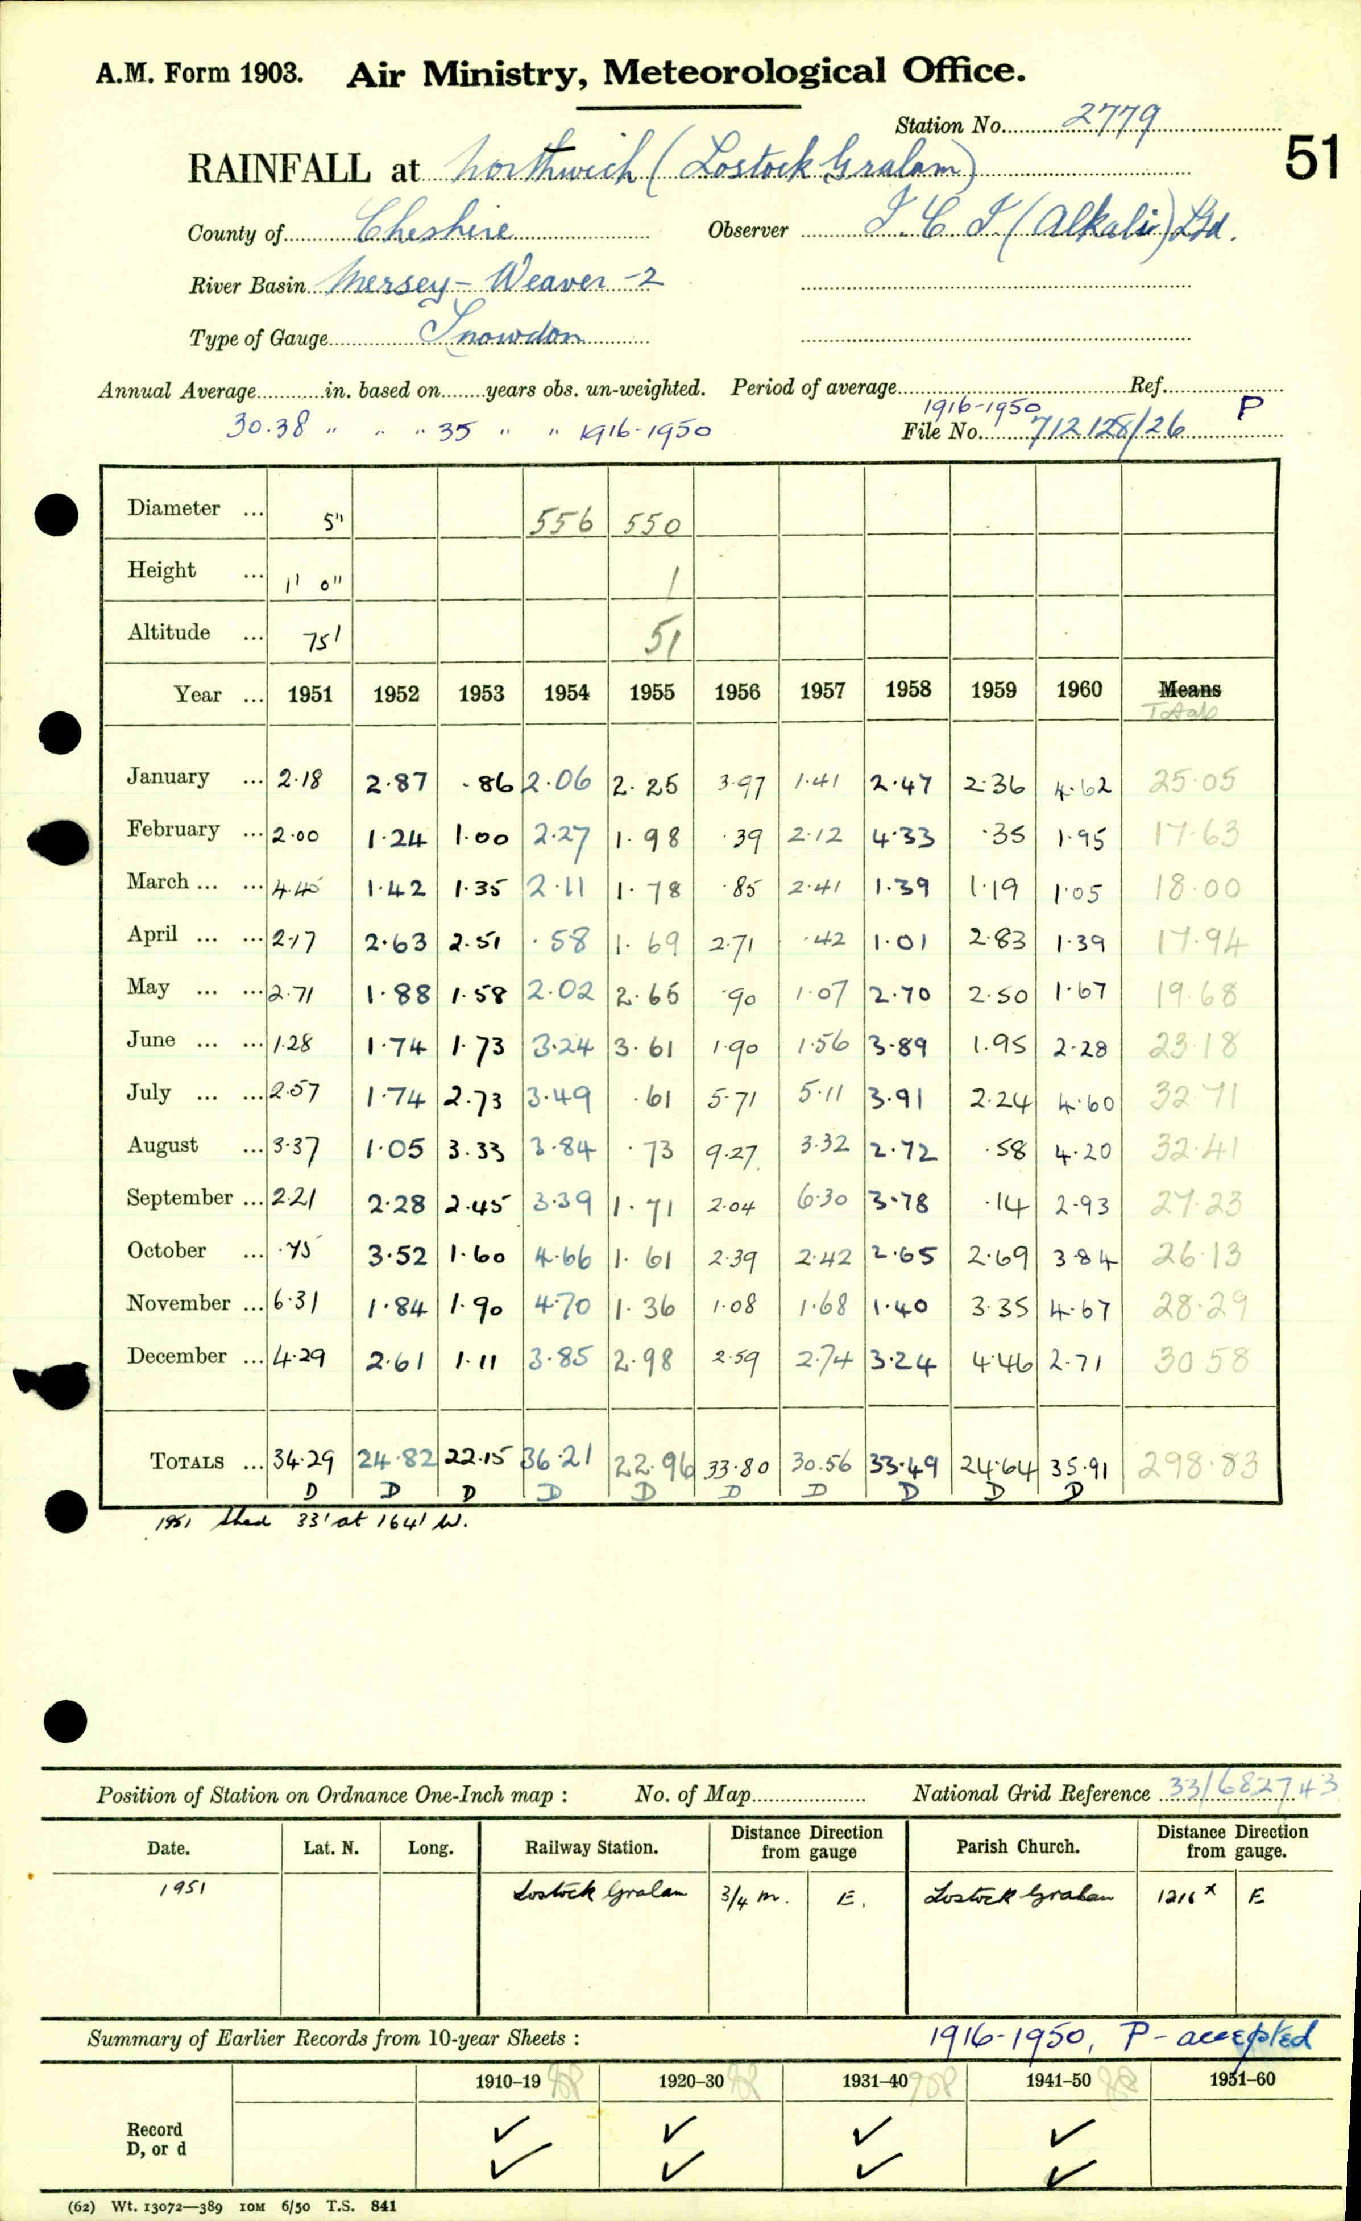 A.M. Form 1903. Air Ministry, Meteorological Office.
Station No. 2779
51
RAINFALL at Northwich (Lostock Gralam)
County of Cheshire Observer I.C.I (Alkali) Ltd.
River Basin Mersey - Weaver - 2
Type of Gauge Snowdon
Annual Average............in. based on........years obs. un-weighted. Period of average 1916-1950 Ref. P
30.38 " " " 35 " " 1916-1950 File No. 712128/26
Diameter ... 5" 556 550
Height ... 1' 0" 1
Altitude ... 75' 51
Year ... 1951 1952 1953 1954 1955 1956 1957 1958 1959 1960 Means
Totals
January ... 2.18 2.87 .86 2.06 2.25 3.97 1.41 2.47 2.36 4.62 25.05
February ... 2.00 1.24 1.00 2.27 1.98 .39 2.12 4.33 .35 1.95 17.63
March ... ... 4.45 1.42 1.35 2.11 1.78 .85 2.41 1.39 1.19 1.05 18.00
April ... ... 2.17 2.63 2.51 .58 1.69 2.71 .42 1.01 2.83 1.39 17.94
May ... ... 2.71 1.88 1.58 2.02 2.65 .90 1.07 2.70 2.50 1.67 19.68
June ... ... 1.28 1.74 1.73 3.24 3.61 1.90 1.56 3.89 1.95 2.28 23.18
July ... ... 2.57 1.74 2.73 3.49 .61 5.71 5.11 3.91 2.24 4.60 32.71
August ... 3.37 1.05 3.33 3.84 .73 9.27 3.32 2.72 .58 4.20 32.41
September ... 2.21 2.28 2.45 3.39 1.71 2.04 6.30 3.78 .14 2.93 27.23
October ... .75 3.52 1.60 4.66 1.61 2.39 2.42 2.65 2.69 3.84 26.13
November ... 6.31 1.84 1.90 4.70 1.36 1.08 1.68 1.40 3.35 4.67 28.29
December ... 4.29 2.61 1.11 3.85 2.98 2.59 2.74 3.24 4.46 2.71 30.58
TOTALS ... 34.29 24.82 22.15 36.21 22.96 33.80 30.56 33.49 24.64 35.91 298.83
D D D D D D D D D D
1951 shed 33' at 164' W.
Position of Station on Ordnance One-Inch map : No. of Map.................... National Grid Reference 33/682743
Date. Lat. N. Long. Railway Station. Distance Direction from gauge Parish Church. Distance Direction from gauge.
1951 Lostock Gralam 3/4 m. E. Lostock Gralam 1216 x E
Summary of Earlier Records from 10-year Sheets : 1916-1950, P - accepted
1910–19 1920–30 1931–40 1941–50 1951–60
Record ✓ ✓ ✓ ✓
D, or d ✓ ✓ ✓ ✓
(62) Wt. 13072—389 10M 6/50 T.S. 841